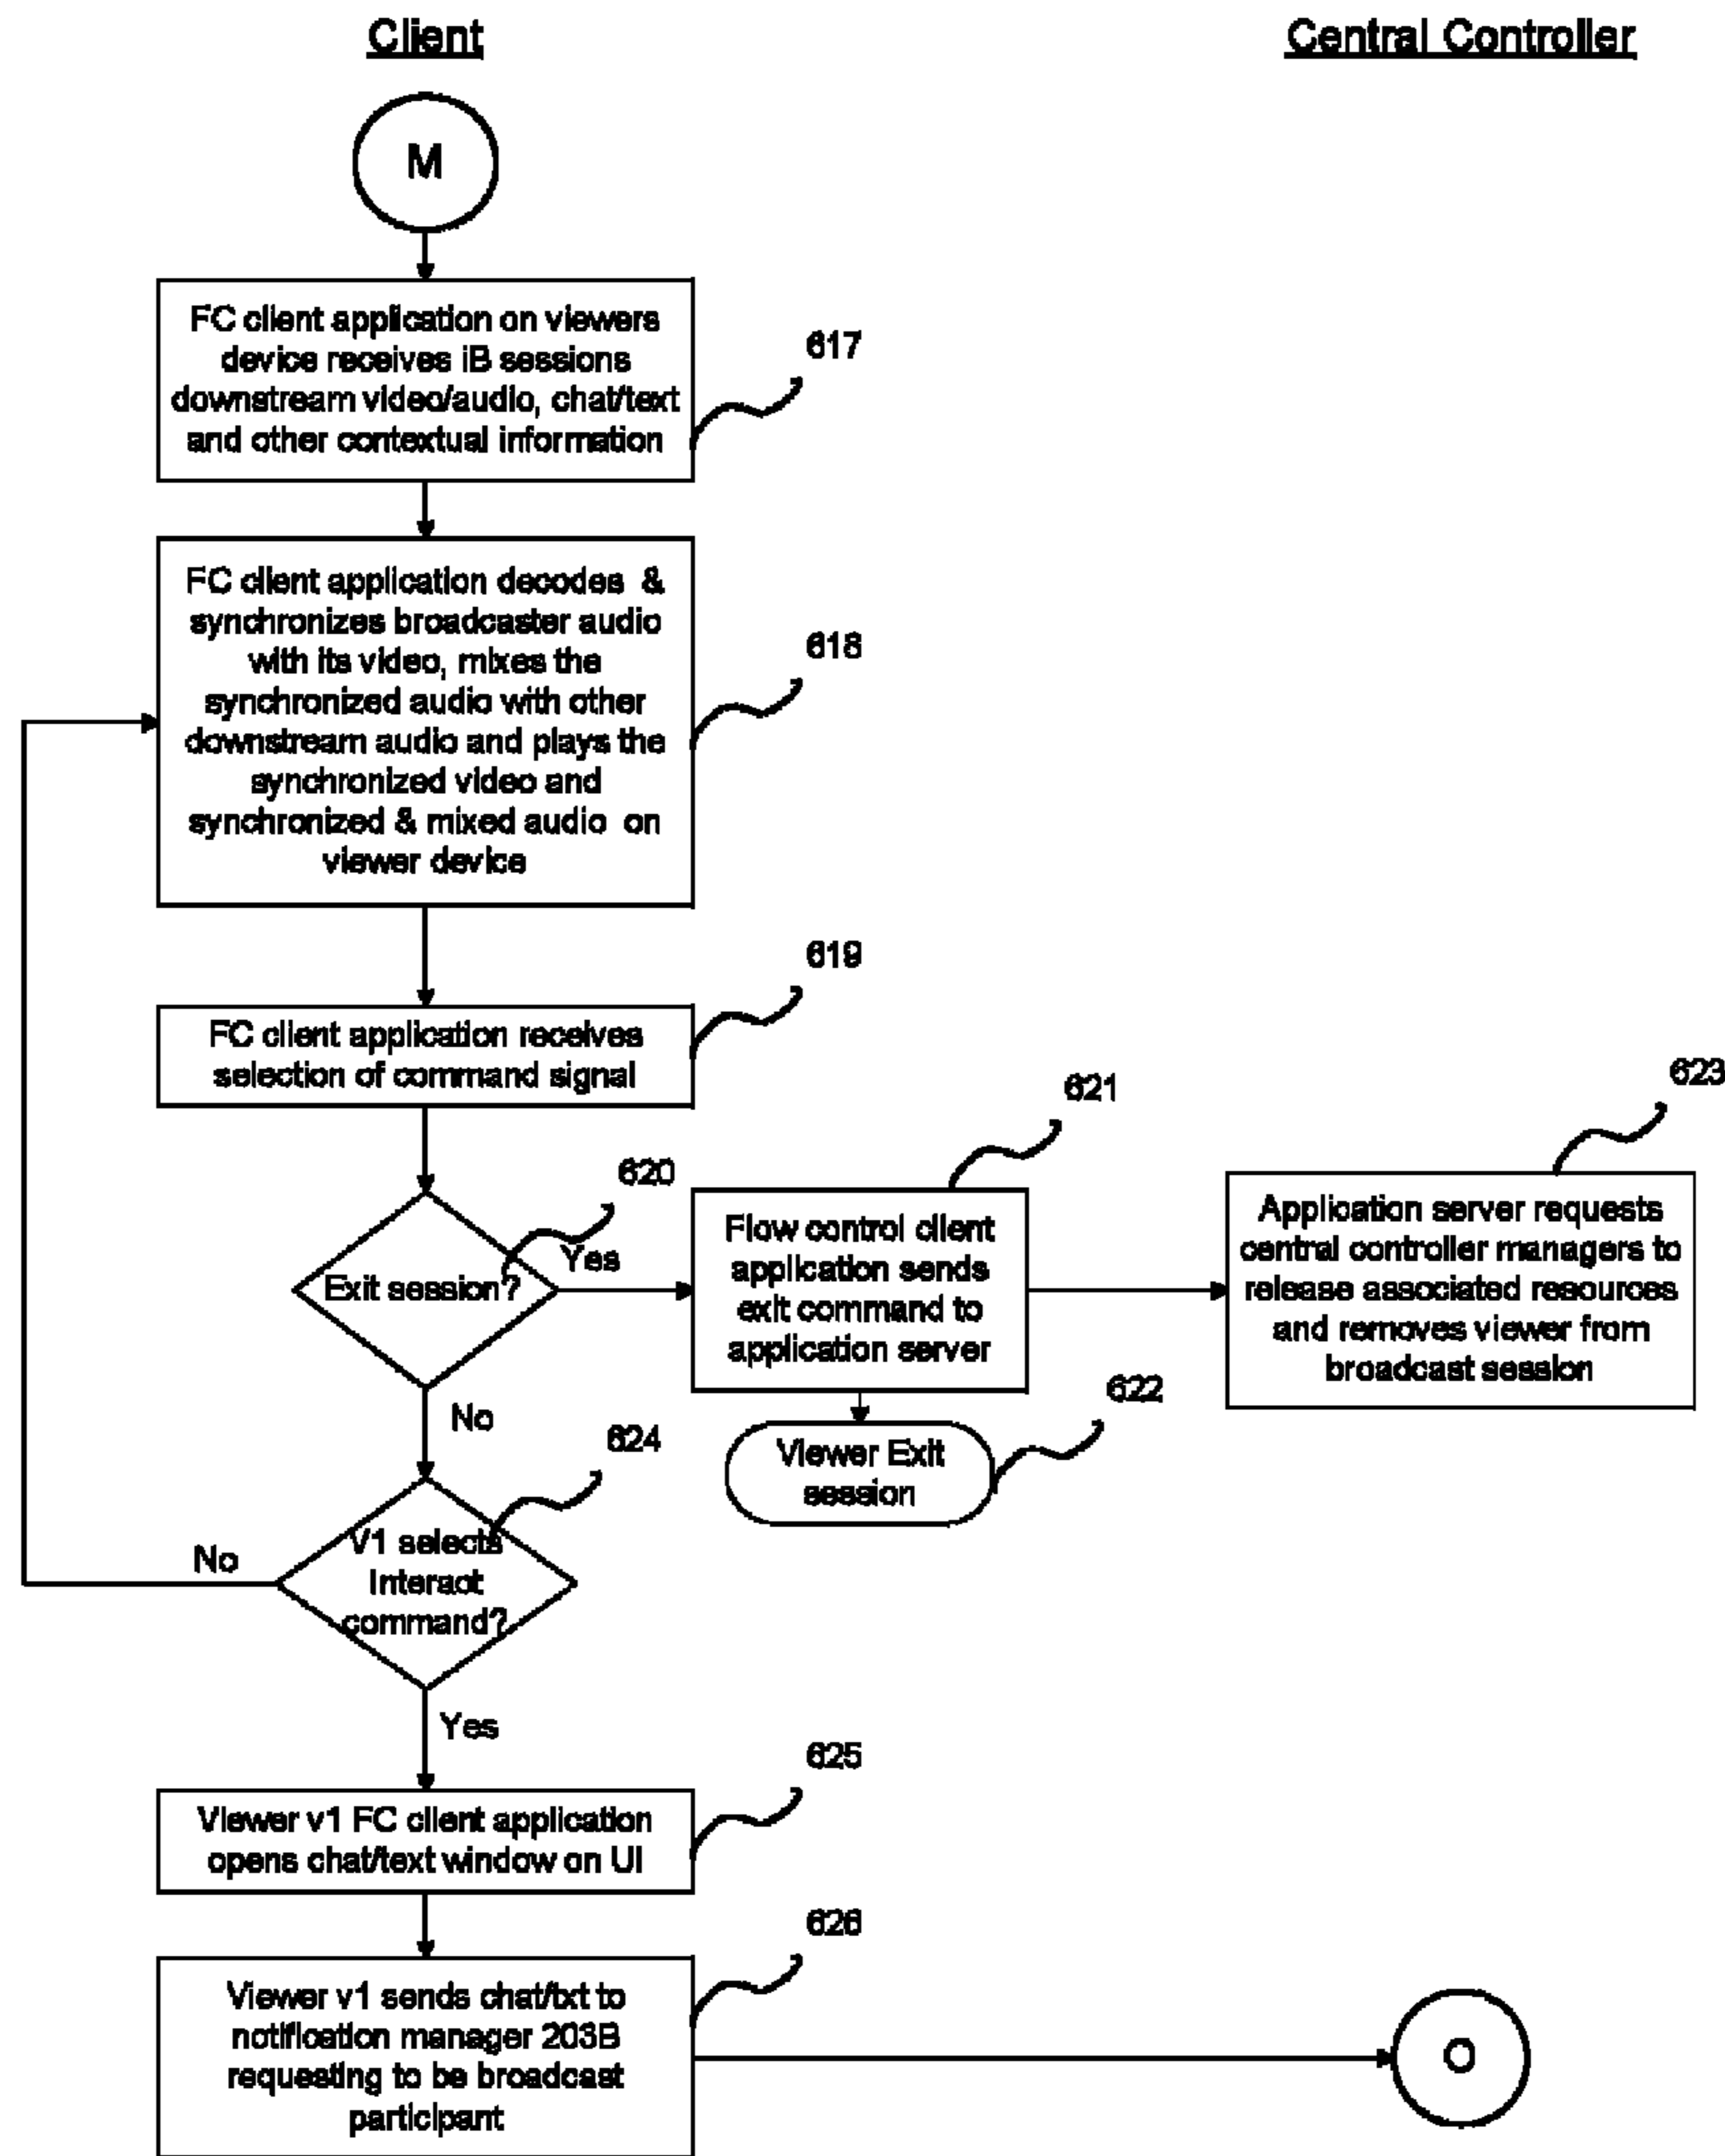 Client
Central Controller
M
FC client application on viewers
device receives iB sessions
downstream video/audio, chat/text
and other contextual information
617
FC client application decodes &
synchronizes broadcaster audio
with its video, mixes the
synchronized audio with other
downstream audio and plays the
synchronized video and
synchronized & mixed audio on
viewer device
618
619
FC client application receives
selection of command signal
620
Exit session?
Yes
621
Flow control client
application sends
exit command to
application server
623
Application server requests
central controller managers to
release associated resources
and removes viewer from
broadcast session
622
Viewer Exit
session
No
624
V1 selects
Interact
command?
No
Yes
625
Viewer v1 FC client application
opens chat/text window on UI
626
Viewer v1 sends chat/txt to
notification manager 203B
requesting to be broadcast
participant
O